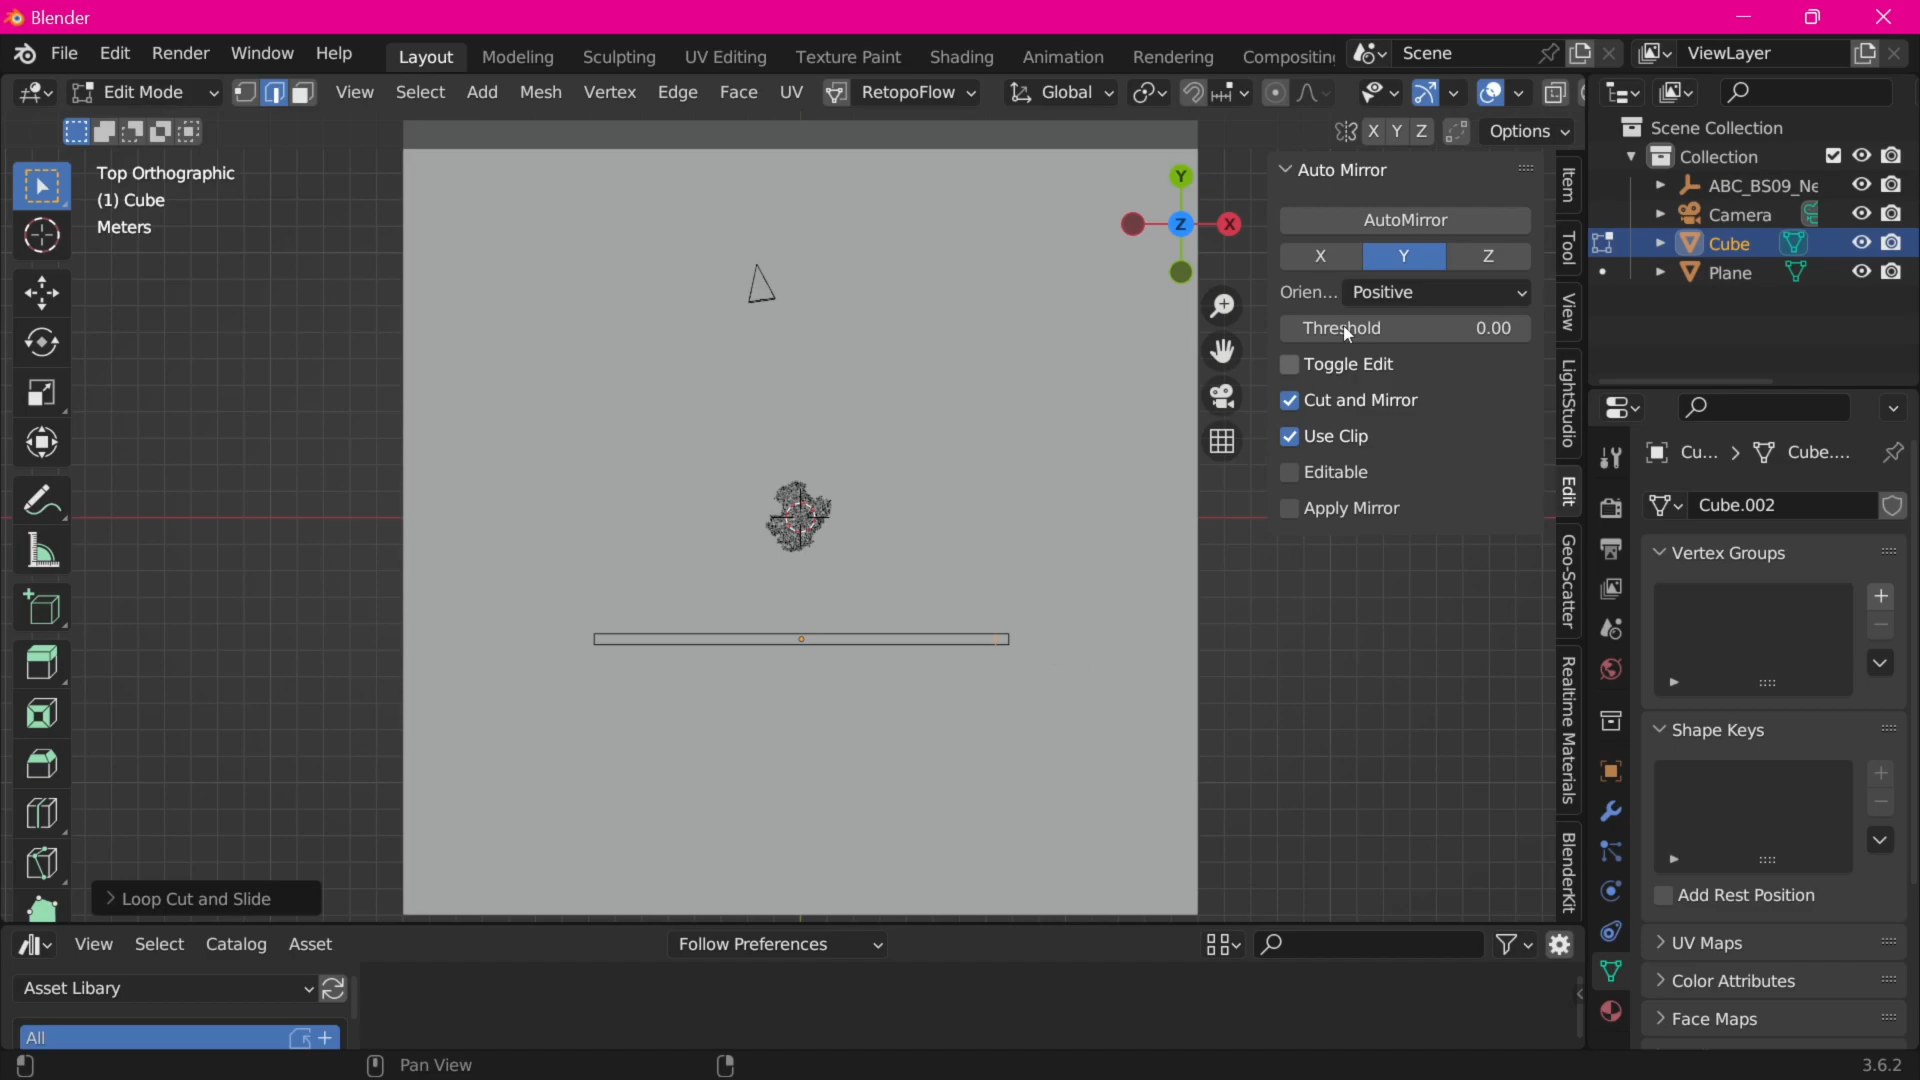 Blender
File Edit Render Window Help Layout Modeling Sculpting UV Editing Texture Paint Shading Animation Rendering Compositing Scene ViewLayer
Edit Mode View Select Add Mesh Vertex Edge Face UV RetopoFlow Global
X Y Z Options
Top Orthographic
(1) Cube
Meters
Y
Z X
Auto Mirror
AutoMirror
X Y Z
Orien... Positive
Threshold 0.00
Toggle Edit
Cut and Mirror
Use Clip
Editable
Apply Mirror
Item
Tool
View
LightStudio
Edit
Geo-Scatter
Realtime Materials
BlenderKit
Scene Collection
Collection
ABC_BS09_Ne
Camera
Cube
Plane
Cu... > Cube....
Cube.002
Vertex Groups
Shape Keys
Add Rest Position
UV Maps
Color Attributes
Face Maps
> Loop Cut and Slide
View Select Catalog Asset Follow Preferences
Asset Libary
All
Pan View
3.6.2